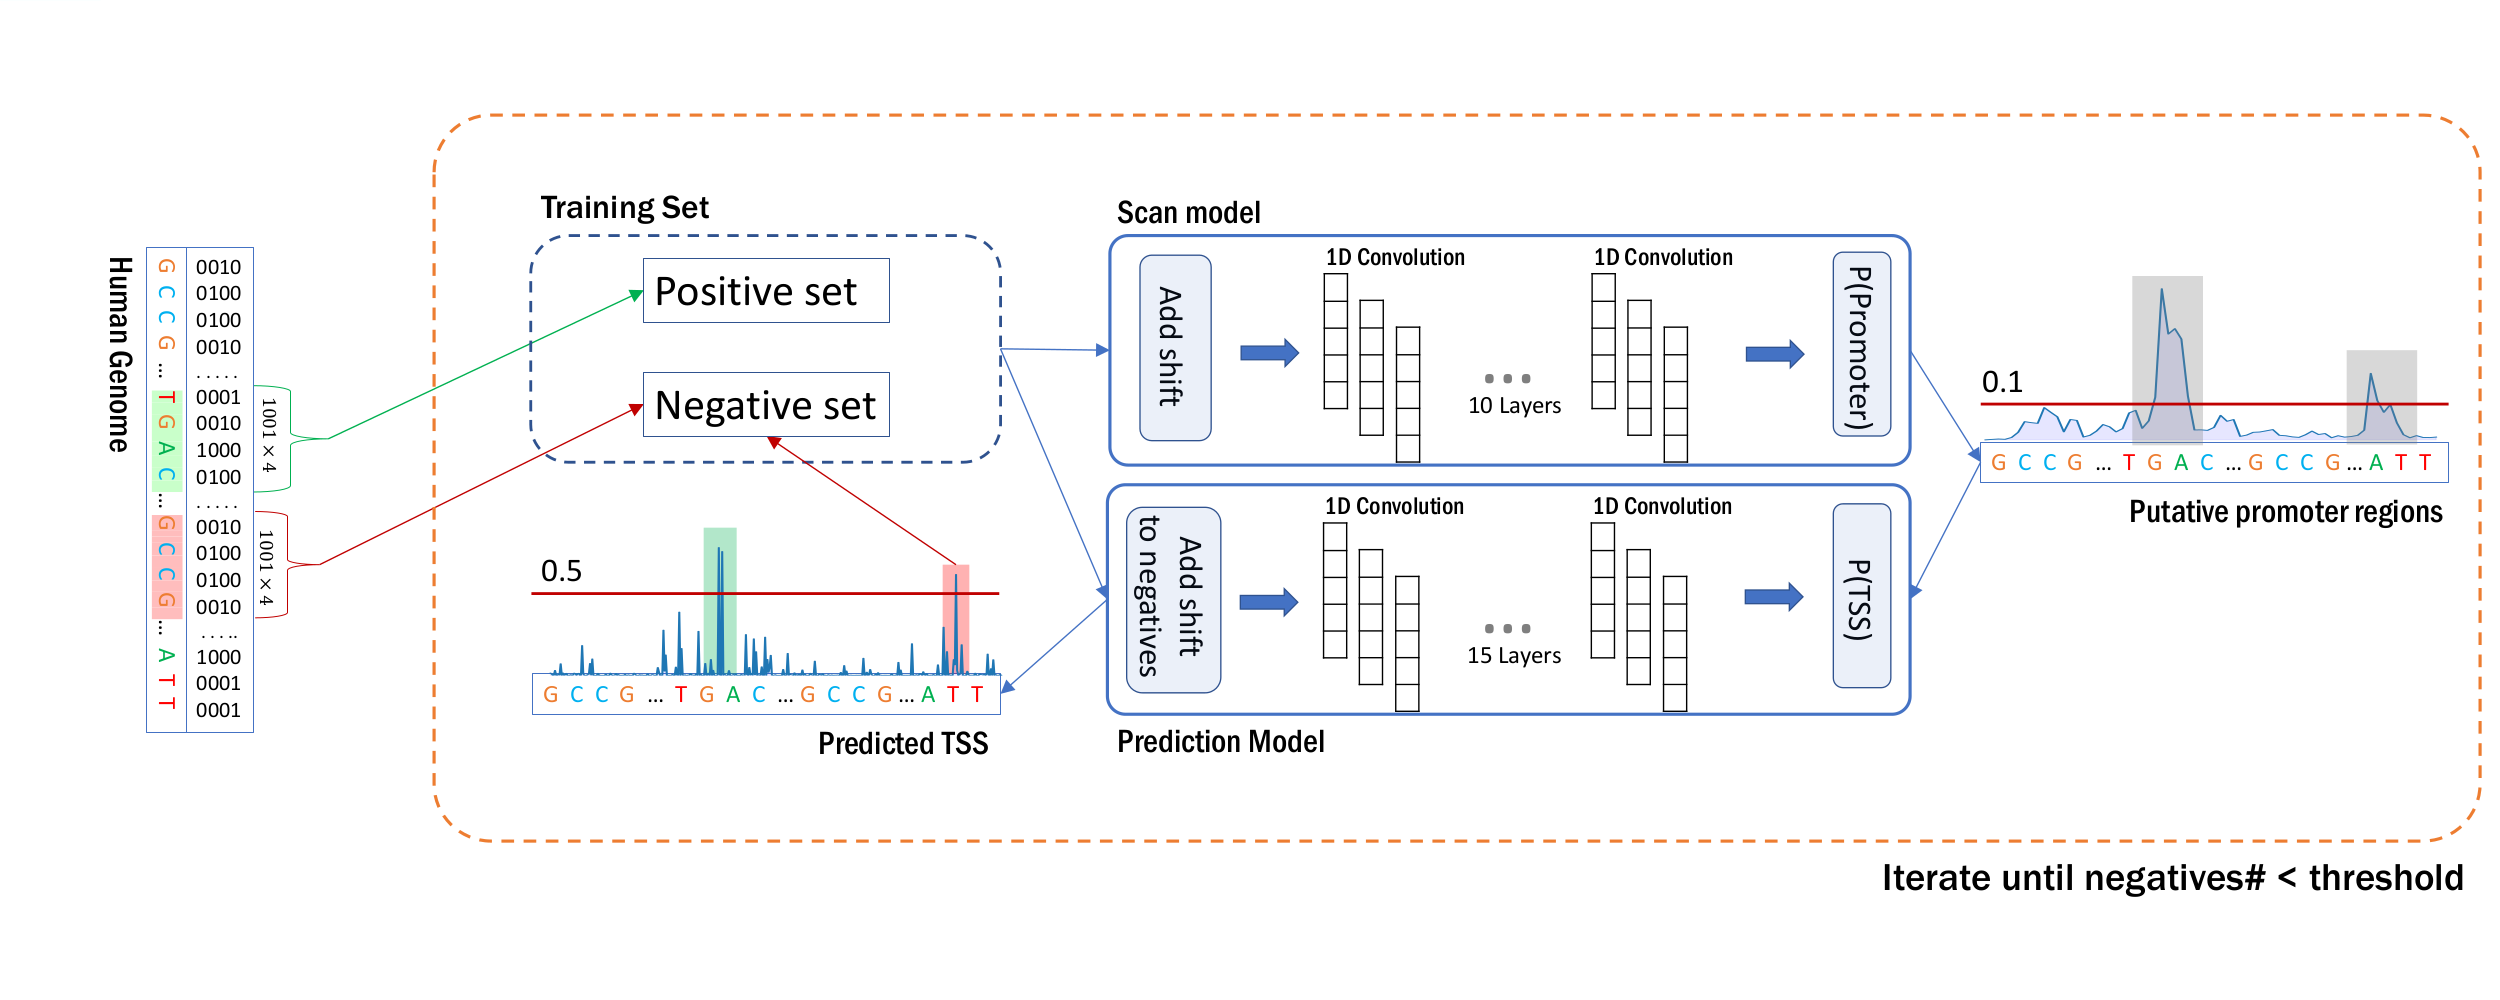 Human Genome
G 0010
C 0100
C 0100
G 0010
... .....
T 0001
G 0010
A 1000
C 0100
... .....
G 0010
C 0100
C 0100
G 0010
... .....
A 1000
T 0001
T 0001
1001 × 4
1001 × 4
Training Set
Positive set
Negative set
0.5
G C C G ... T G A C ... G C C G ... A T T
Predicted TSS
Scan model
Add shift
1D Convolution
10 Layers
1D Convolution
P(Promoter)
Add shift
to negatives
1D Convolution
15 Layers
1D Convolution
P(TSS)
Prediction Model
0.1
G C C G ... T G A C ... G C C G ... A T T
Putative promoter regions
Iterate until negatives# < threshold